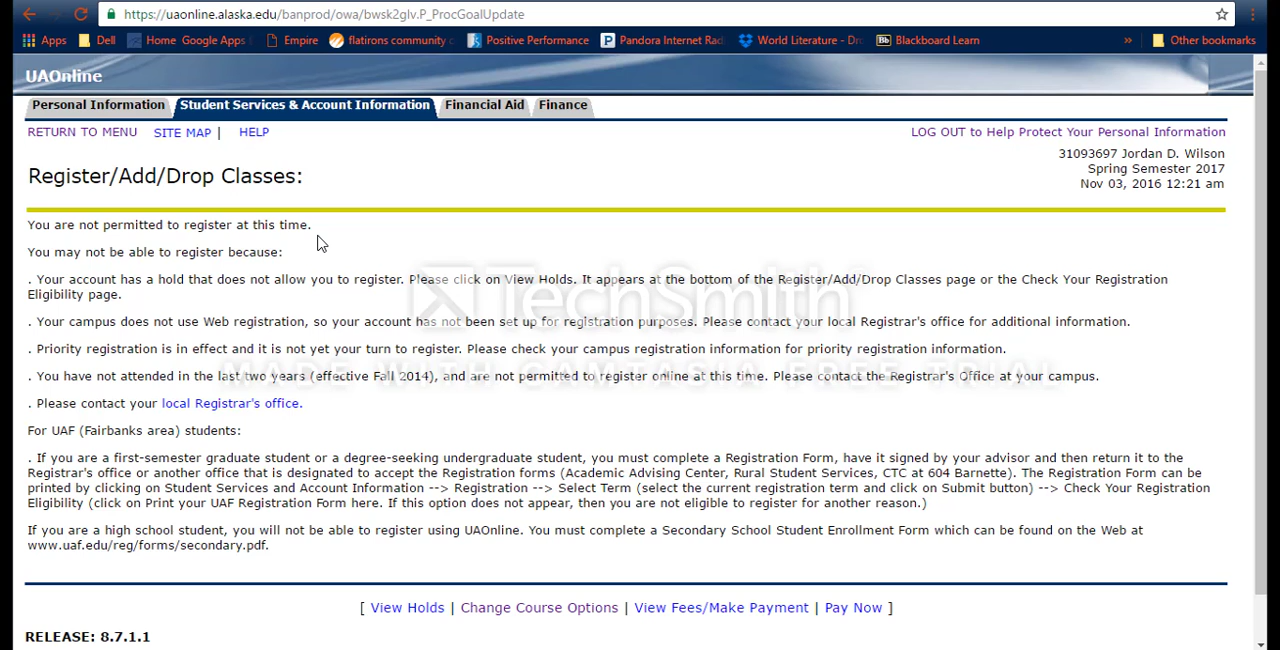 https://uaonline.alaska.edu/banprod/owa/bwsk2glv.P_ProcGoalUpdate
Apps Dell Home Google Apps Empire flatirons community Positive Performance Pandora Internet Rad World Literature - Dro Bb Blackboard Learn » Other bookmarks
UAOnline
Personal Information Student Services & Account Information Financial Aid Finance
RETURN TO MENU SITE MAP | HELP LOG OUT to Help Protect Your Personal Information
31093697 Jordan D. Wilson
Spring Semester 2017
Nov 03, 2016 12:21 am
Register/Add/Drop Classes:
You are not permitted to register at this time.
You may not be able to register because:
. Your account has a hold that does not allow you to register. Please click on View Holds. It appears at the bottom of the Register/Add/Drop Classes page or the Check Your Registration
Eligibility page.
TechSmith
. Your campus does not use Web registration, so your account has not been set up for registration purposes. Please contact your local Registrar's office for additional information.
. Priority registration is in effect and it is not yet your turn to register. Please check your campus registration information for priority registration information.
MADE WITH CAMTASIA FREE TRIAL
. You have not attended in the last two years (effective Fall 2014), and are not permitted to register online at this time. Please contact the Registrar's Office at your campus.
. Please contact your local Registrar's office.
For UAF (Fairbanks area) students:
. If you are a first-semester graduate student or a degree-seeking undergraduate student, you must complete a Registration Form, have it signed by your advisor and then return it to the
Registrar's office or another office that is designated to accept the Registration forms (Academic Advising Center, Rural Student Services, CTC at 604 Barnette). The Registration Form can be
printed by clicking on Student Services and Account Information --> Registration --> Select Term (select the current registration term and click on Submit button) --> Check Your Registration
Eligibility (click on Print your UAF Registration Form here. If this option does not appear, then you are not eligible to register for another reason.)
If you are a high school student, you will not be able to register using UAOnline. You must complete a Secondary School Student Enrollment Form which can be found on the Web at
www.uaf.edu/reg/forms/secondary.pdf.
[ View Holds | Change Course Options | View Fees/Make Payment | Pay Now ]
RELEASE: 8.7.1.1